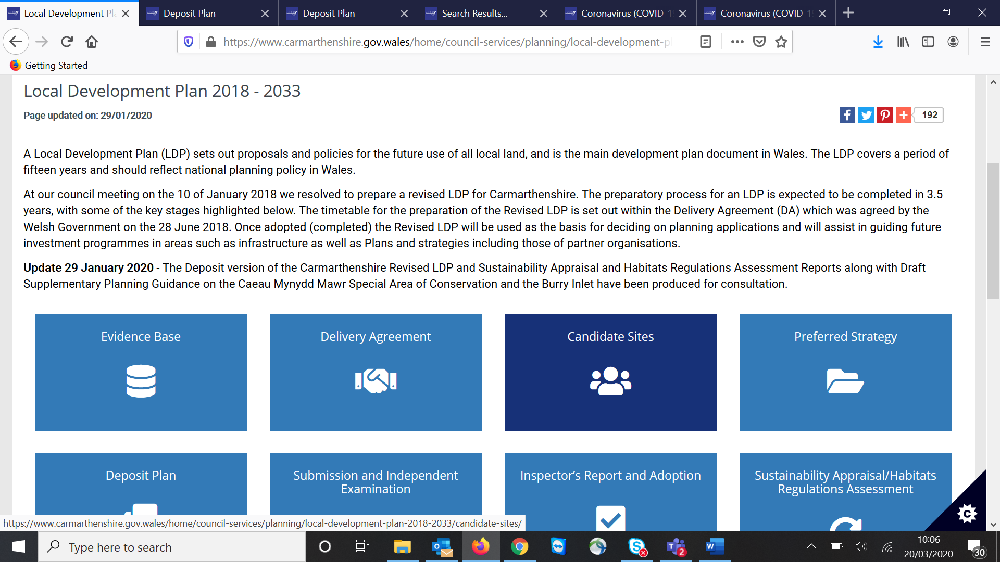 Local Development Pla
Deposit Plan
Deposit Plan
Search Results...
Coronavirus (COVID-19
Coronavirus (COVID-19
https://www.carmarthenshire.gov.wales/home/council-services/planning/local-development-pl
Getting Started
Local Development Plan 2018 - 2033
Page updated on: 29/01/2020
192
A Local Development Plan (LDP) sets out proposals and policies for the future use of all local land, and is the main development plan document in Wales. The LDP covers a period of
fifteen years and should reflect national planning policy in Wales.
At our council meeting on the 10 of January 2018 we resolved to prepare a revised LDP for Carmarthenshire. The preparatory process for an LDP is expected to be completed in 3.5
years, with some of the key stages highlighted below. The timetable for the preparation of the Revised LDP is set out within the Delivery Agreement (DA) which was agreed by the
Welsh Government on the 28 June 2018. Once adopted (completed) the Revised LDP will be used as the basis for deciding on planning applications and will assist in guiding future
investment programmes in areas such as infrastructure as well as Plans and strategies including those of partner organisations.
Update 29 January 2020 - The Deposit version of the Carmarthenshire Revised LDP and Sustainability Appraisal and Habitats Regulations Assessment Reports along with Draft
Supplementary Planning Guidance on the Caeau Mynydd Mawr Special Area of Conservation and the Burry Inlet have been produced for consultation.
Evidence Base
Delivery Agreement
Candidate Sites
Preferred Strategy
Deposit Plan
Submission and Independent
Examination
Inspector's Report and Adoption
Sustainability Appraisal/Habitats
Regulations Assessment
https://www.carmarthenshire.gov.wales/home/council-services/planning/local-development-plan-2018-2033/candidate-sites/
Type here to search
2
10:06
20/03/2020
30